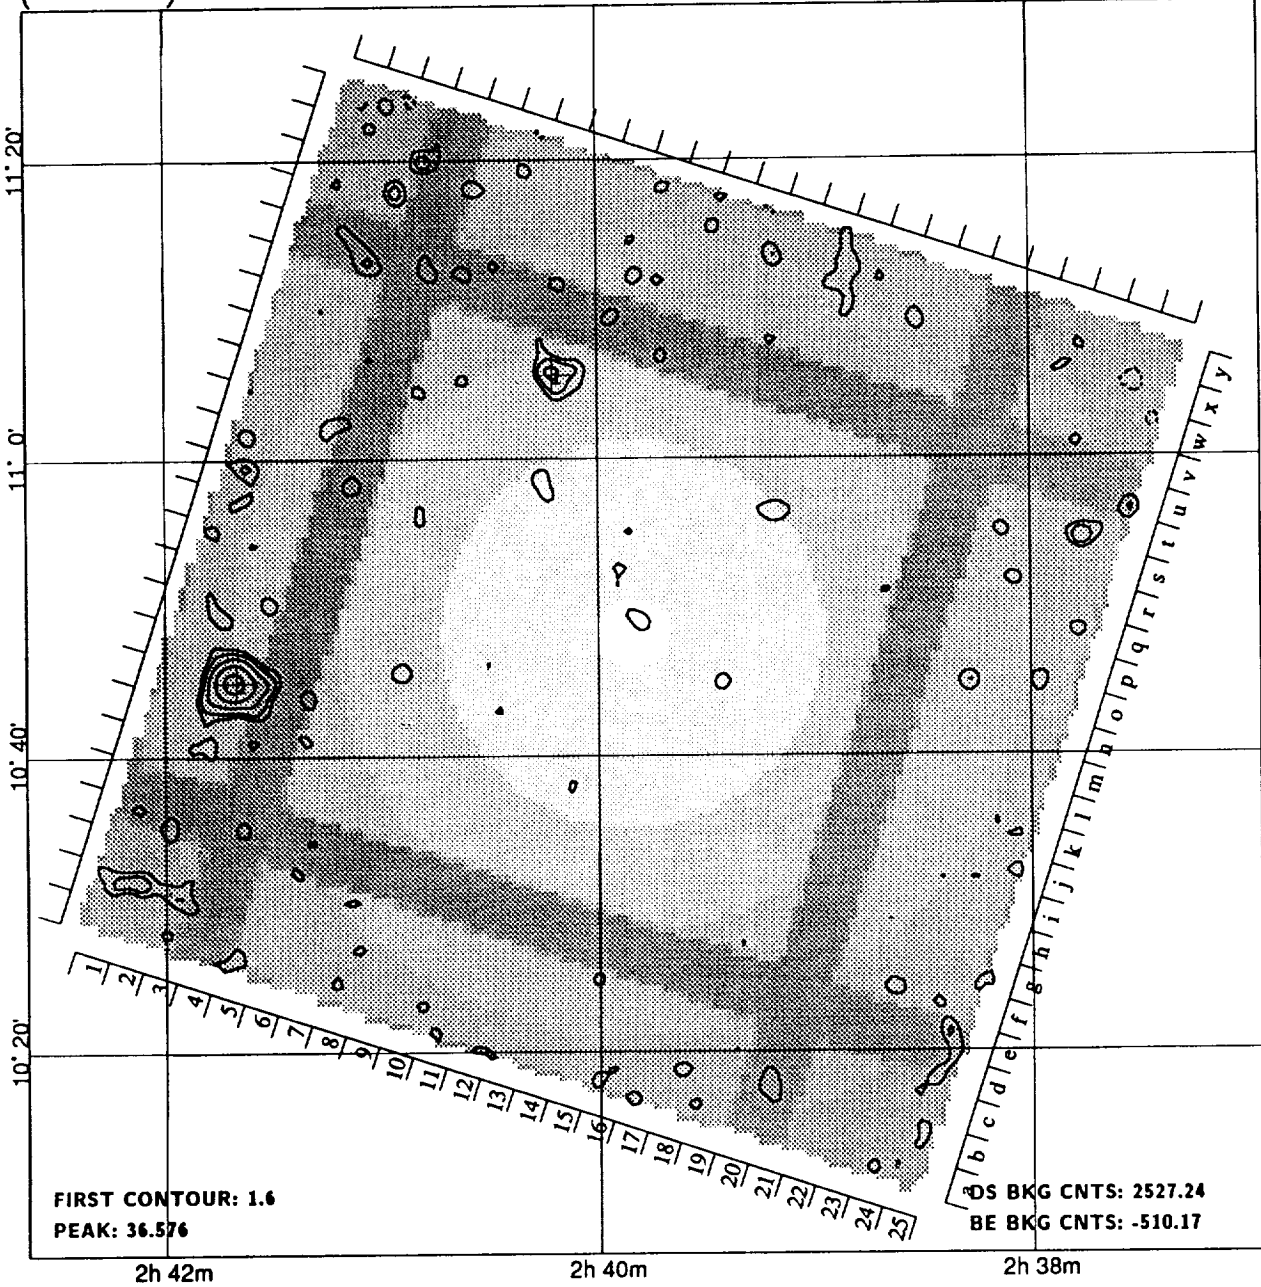 11° 20'
11° 0'
10° 40'
10° 20'
a b c d e f g h i j k l m n o p q r s t u v w x y
1 2 3 4 5 6 7 8 9 10 11 12 13 14 15 16 17 18 19 20 21 22 23 24 25
FIRST CONTOUR: 1.6
PEAK: 36.576
DS BKG CNTS: 2527.24
BE BKG CNTS: -510.17
2h 42m
2h 40m
2h 38m